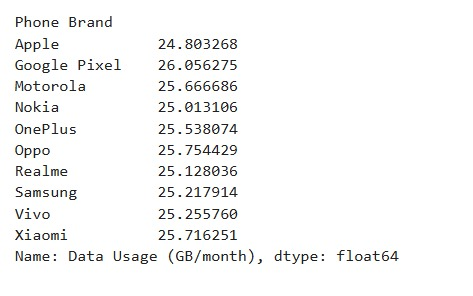 Phone Brand
Apple 24.803268
Google Pixel 26.056275
Motorola 25.666686
Nokia 25.013106
OnePlus 25.538074
Oppo 25.754429
Realme 25.128036
Samsung 25.217914
Vivo 25.255760
Xiaomi 25.716251
Name: Data Usage (GB/month), dtype: float64